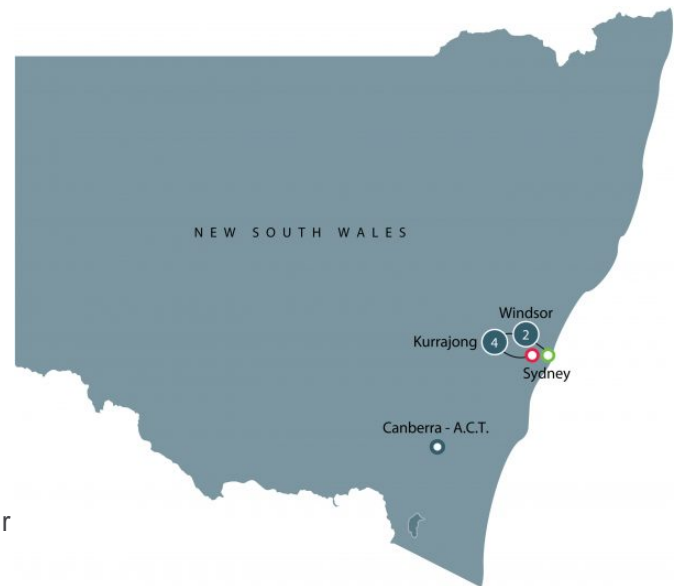 NEW SOUTH WALES
Windsor
2
Kurrajong
4
Sydney
Canberra - A.C.T.
r